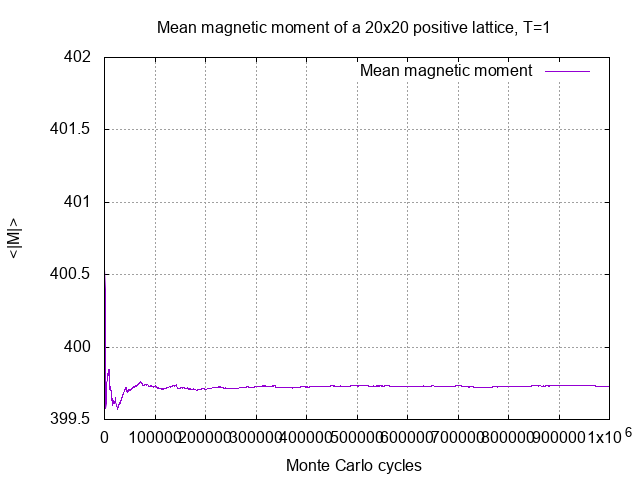 Mean magnetic moment of a 20x20 positive lattice, T=1
402
Mean magnetic moment
401.5
401
<|M|>
400.5
400
399.5
0 100000 200000 300000 400000 500000 600000 700000 800000 900000 1x10^6
Monte Carlo cycles